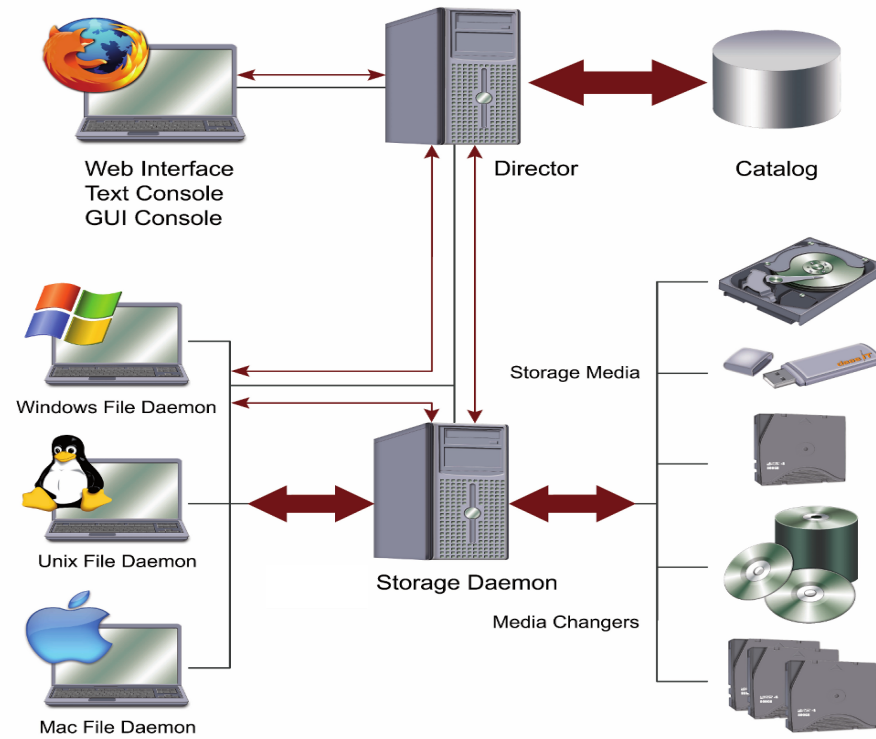 Web Interface
Text Console
GUI Console
Director
Catalog
Windows File Daemon
Storage Media
Unix File Daemon
Storage Daemon
Media Changers
Mac File Daemon